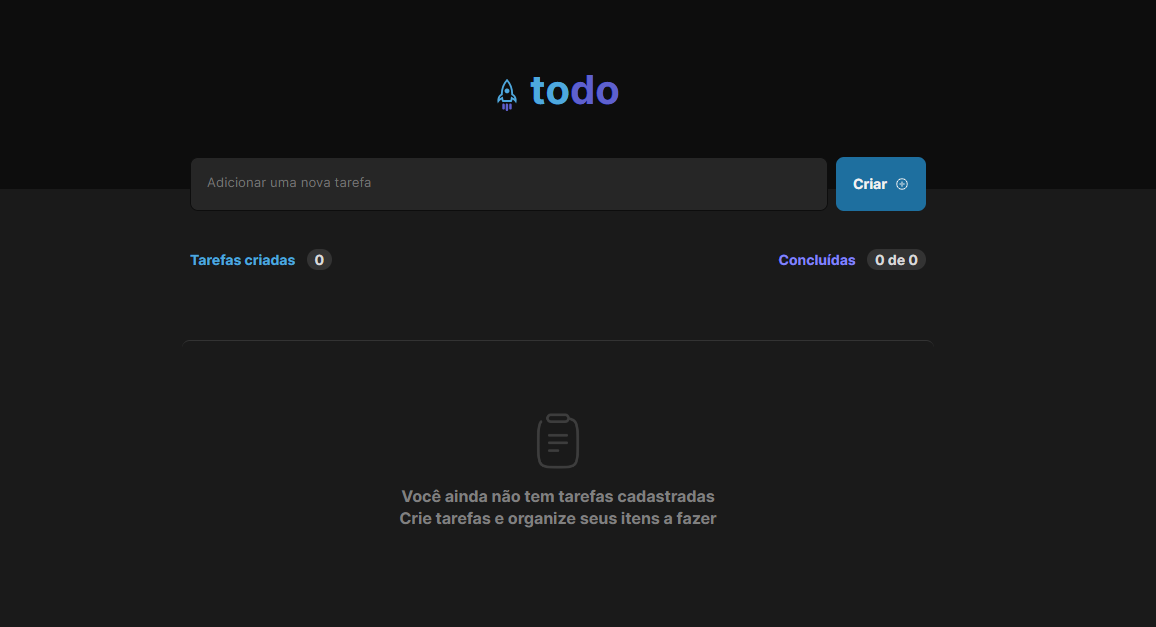 todo
Adicionar uma nova tarefa
Criar
Tarefas criadas 0
Concluídas 0 de 0
Você ainda não tem tarefas cadastradas
Crie tarefas e organize seus itens a fazer